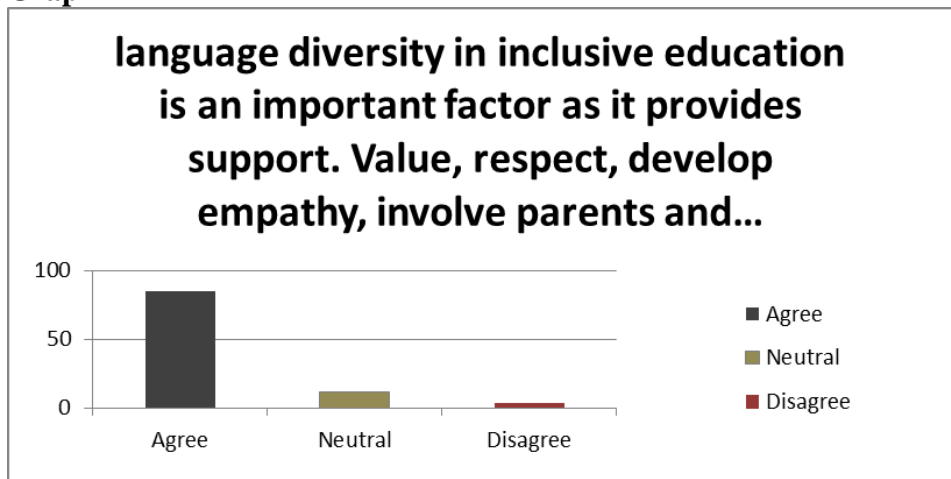 language diversity in inclusive education
is an important factor as it provides
support. Value, respect, develop
empathy, involve parents and…
100
50
0
Agree
Neutral
Disagree
Agree
Neutral
Disagree